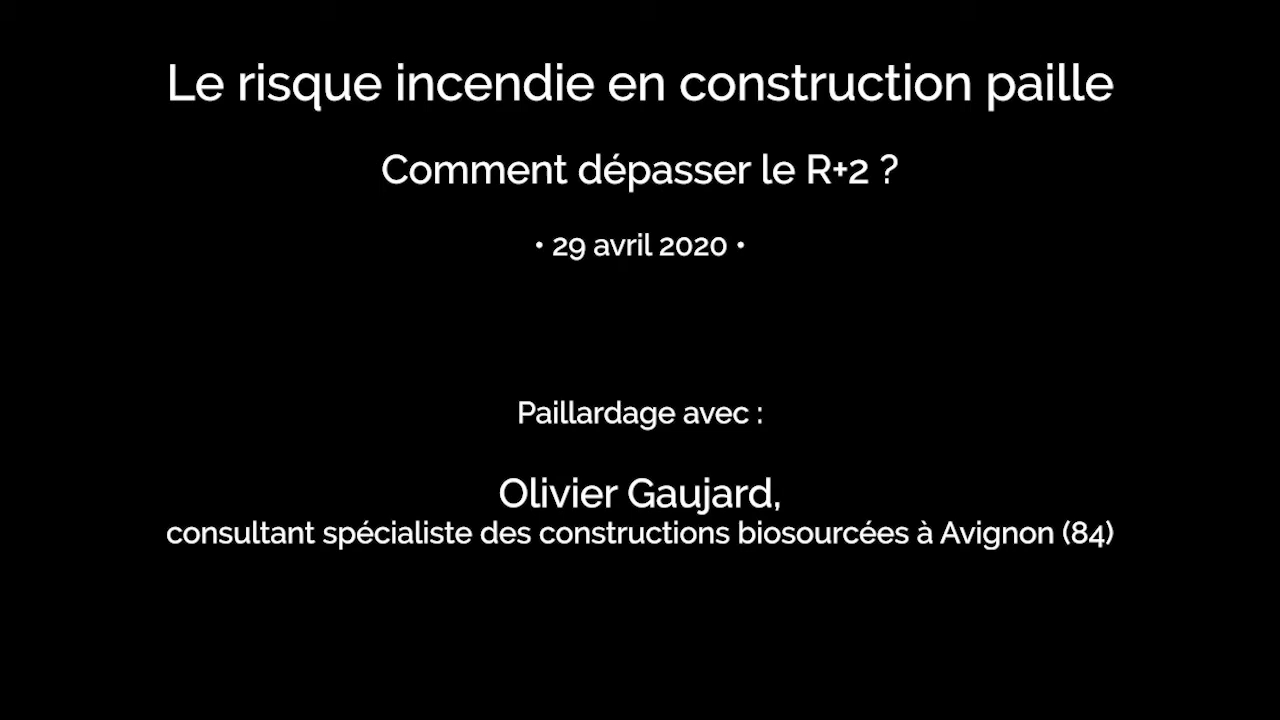 Le risque incendie en construction paille
Comment dépasser le R+2 ?
• 29 avril 2020 •
Paillardage avec :
Olivier Gaujard,
consultant spécialiste des constructions biosourcées à Avignon (84)